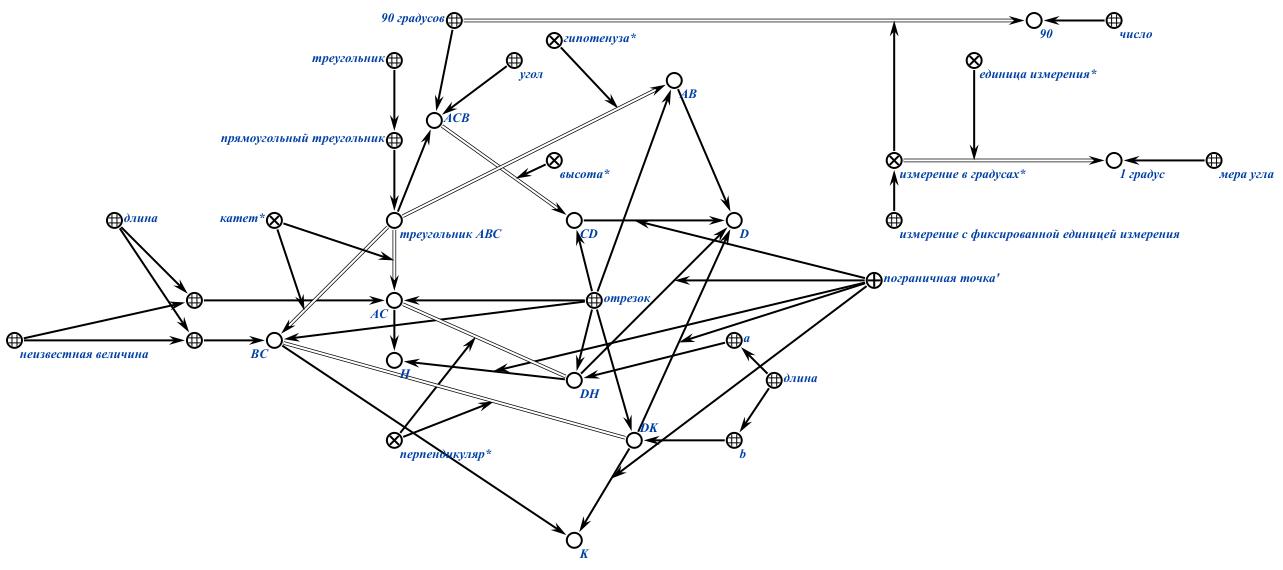 90 градусов
90
число
гипотенуза*
треугольник
угол
единица измерения*
AB
ACB
прямоугольный треугольник
высота*
измерение в градусах*
1 градус
мера угла
длина
катет*
треугольник ABC
CD
D
измерение с фиксированной единицей измерения
пограничная точка'
отрезок
AC
неизвестная величина
BC
a
H
DH
длина
DK
перпендикуляр*
b
K